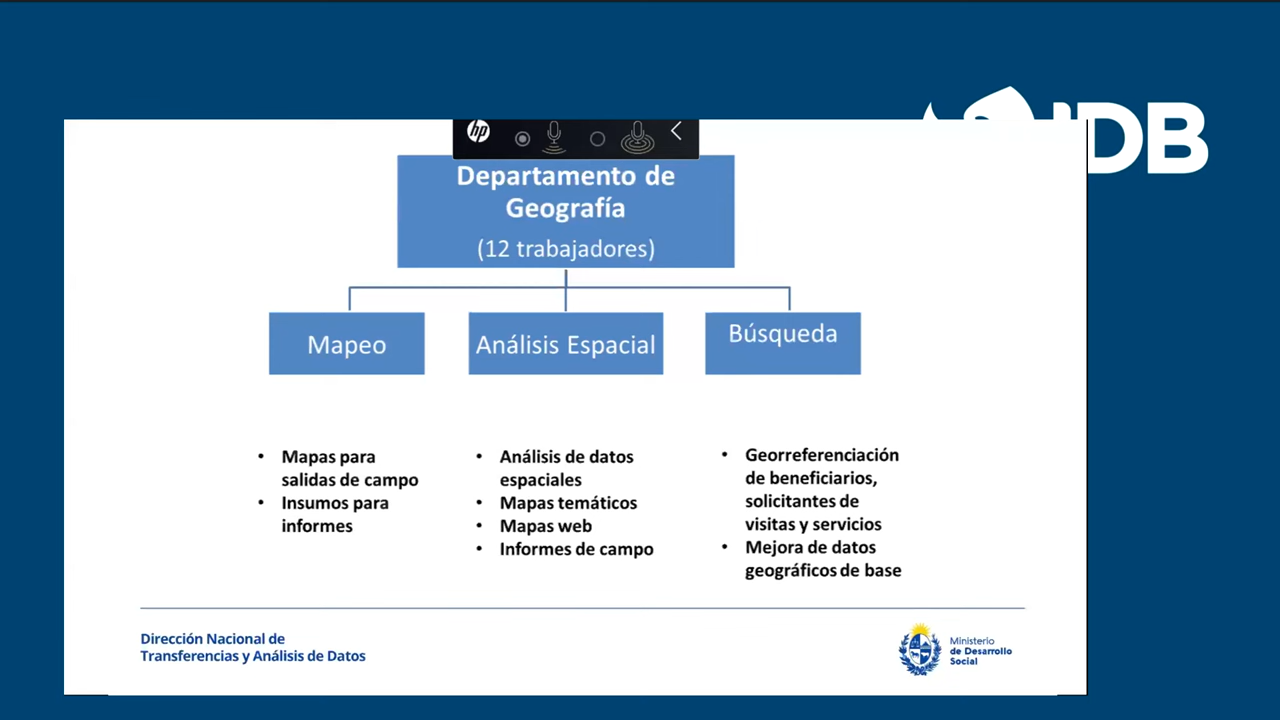 IDB
hp
Departamento de
Geografía
(12 trabajadores)
Mapeo
Análisis Espacial
Búsqueda
• Mapas para
salidas de campo
• Insumos para
informes
• Análisis de datos
espaciales
• Mapas temáticos
• Mapas web
• Informes de campo
• Georreferenciación
de beneficiarios,
solicitantes de
visitas y servicios
• Mejora de datos
geográficos de base
Dirección Nacional de
Transferencias y Análisis de Datos
Ministerio
de Desarrollo
Social